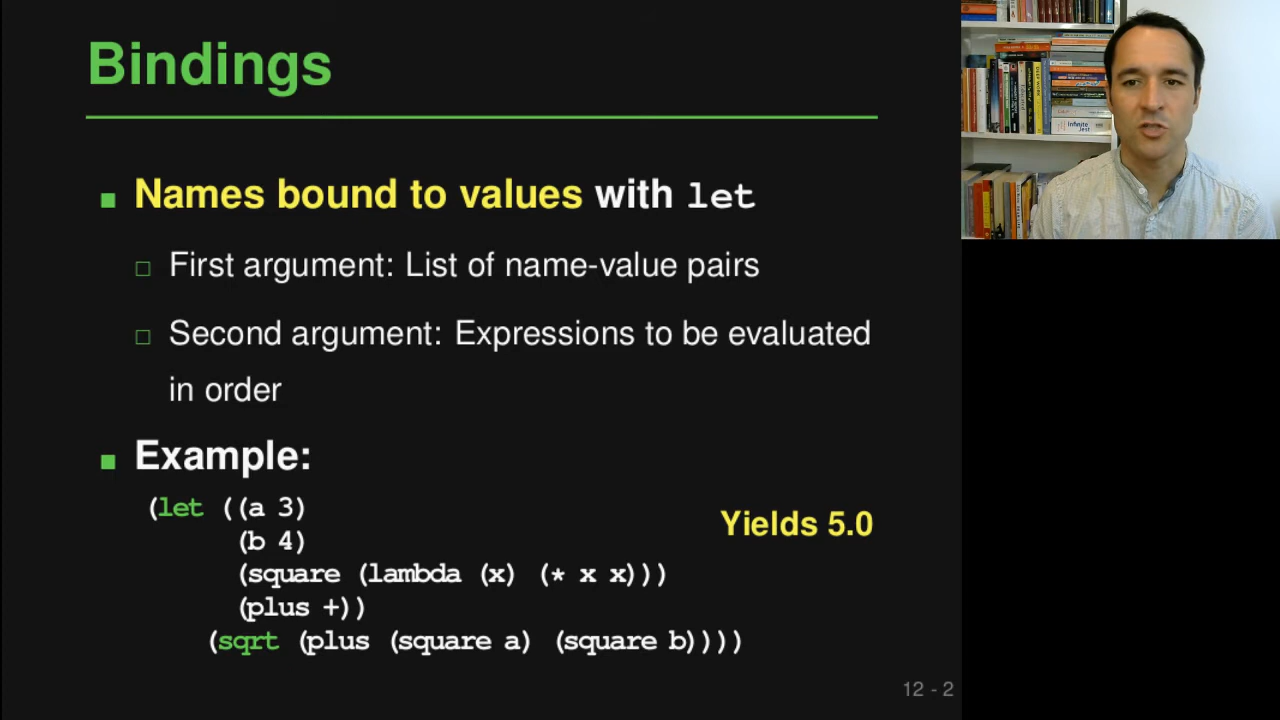 Bindings
Names bound to values with let
First argument: List of name-value pairs
Second argument: Expressions to be evaluated
in order
Example:
(let ((a 3)
(b 4)
(square (lambda (x) (* x x)))
(plus +))
(sqrt (plus (square a) (square b))))
Yields 5.0
12 - 2
Infinite
Jest